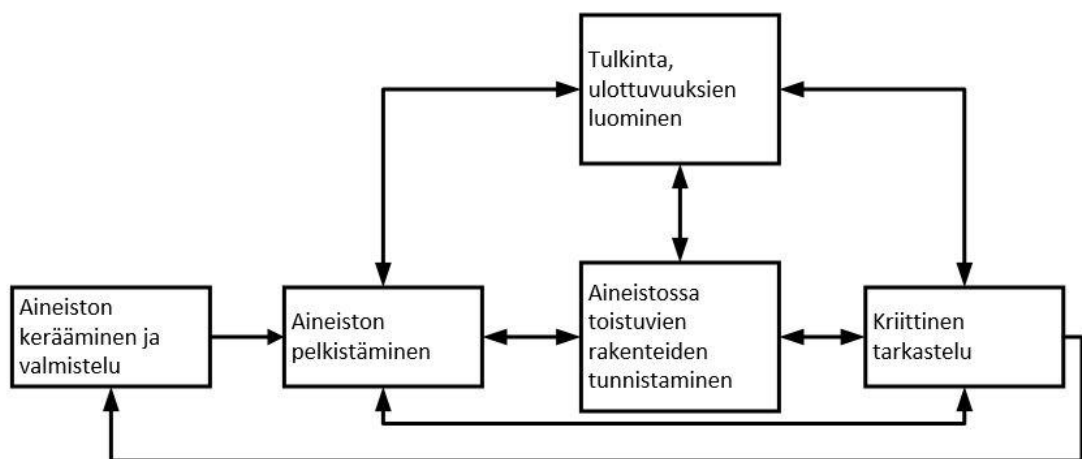 Tulkinta,
ulottuvuuksien
luominen
Aineiston
kerääminen ja
valmistelu
Aineiston
pelkistäminen
Aineistossa
toistuvien
rakenteiden
tunnistaminen
Kriittinen
tarkastelu